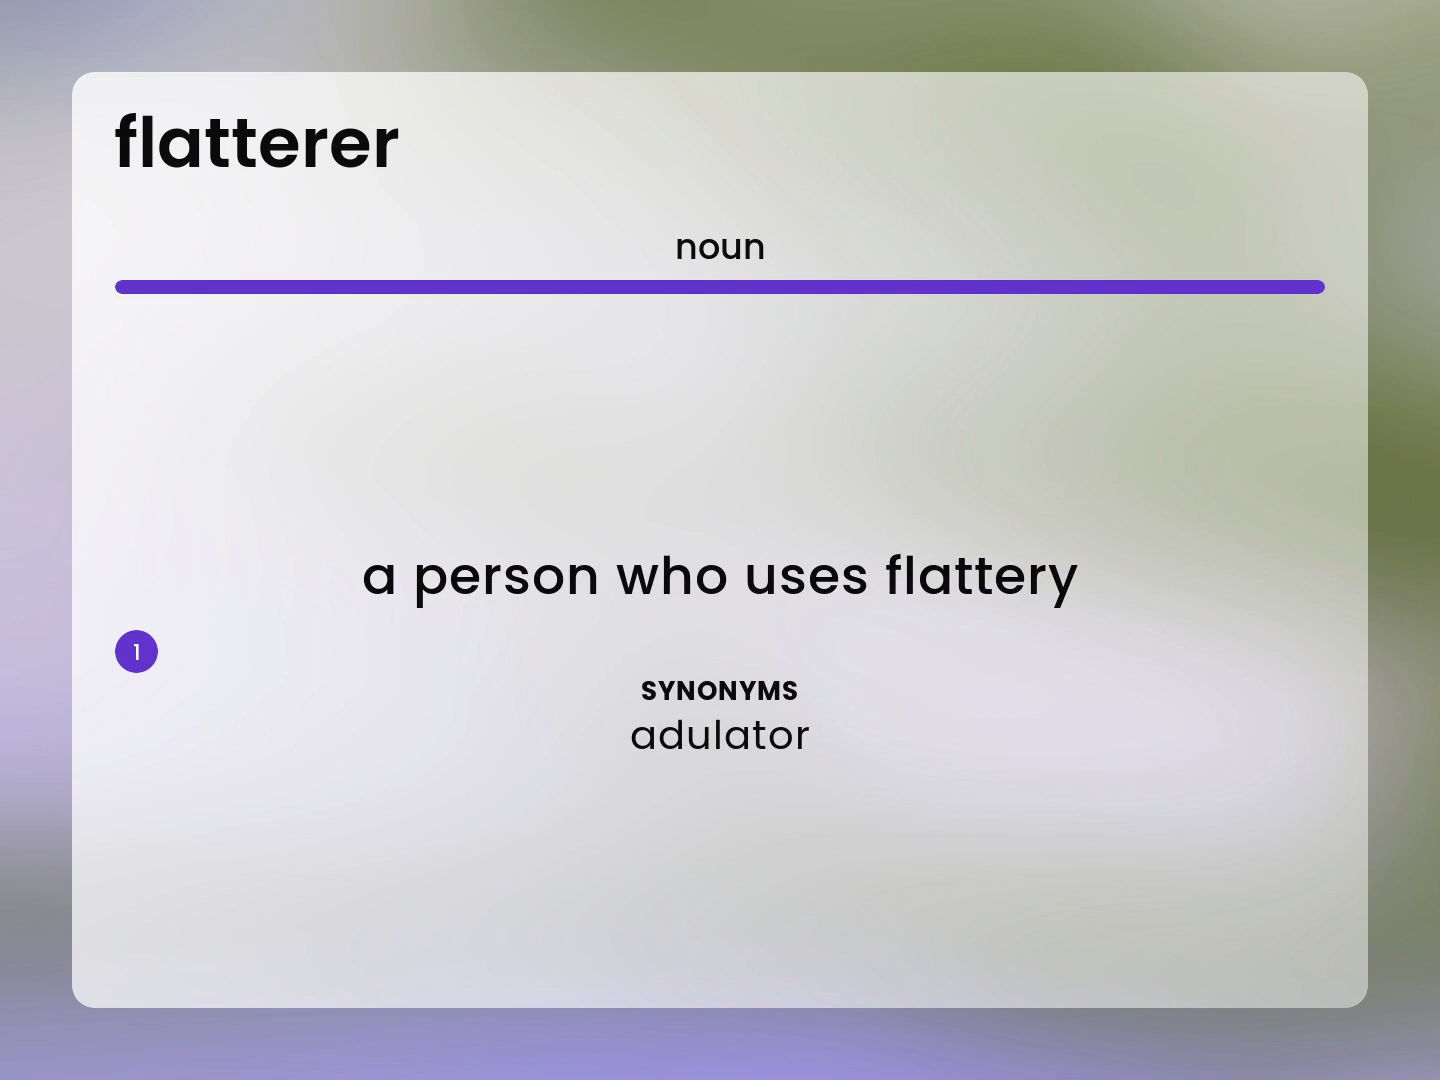 flatterer
noun
a person who uses flattery
1
SYNONYMS
adulator